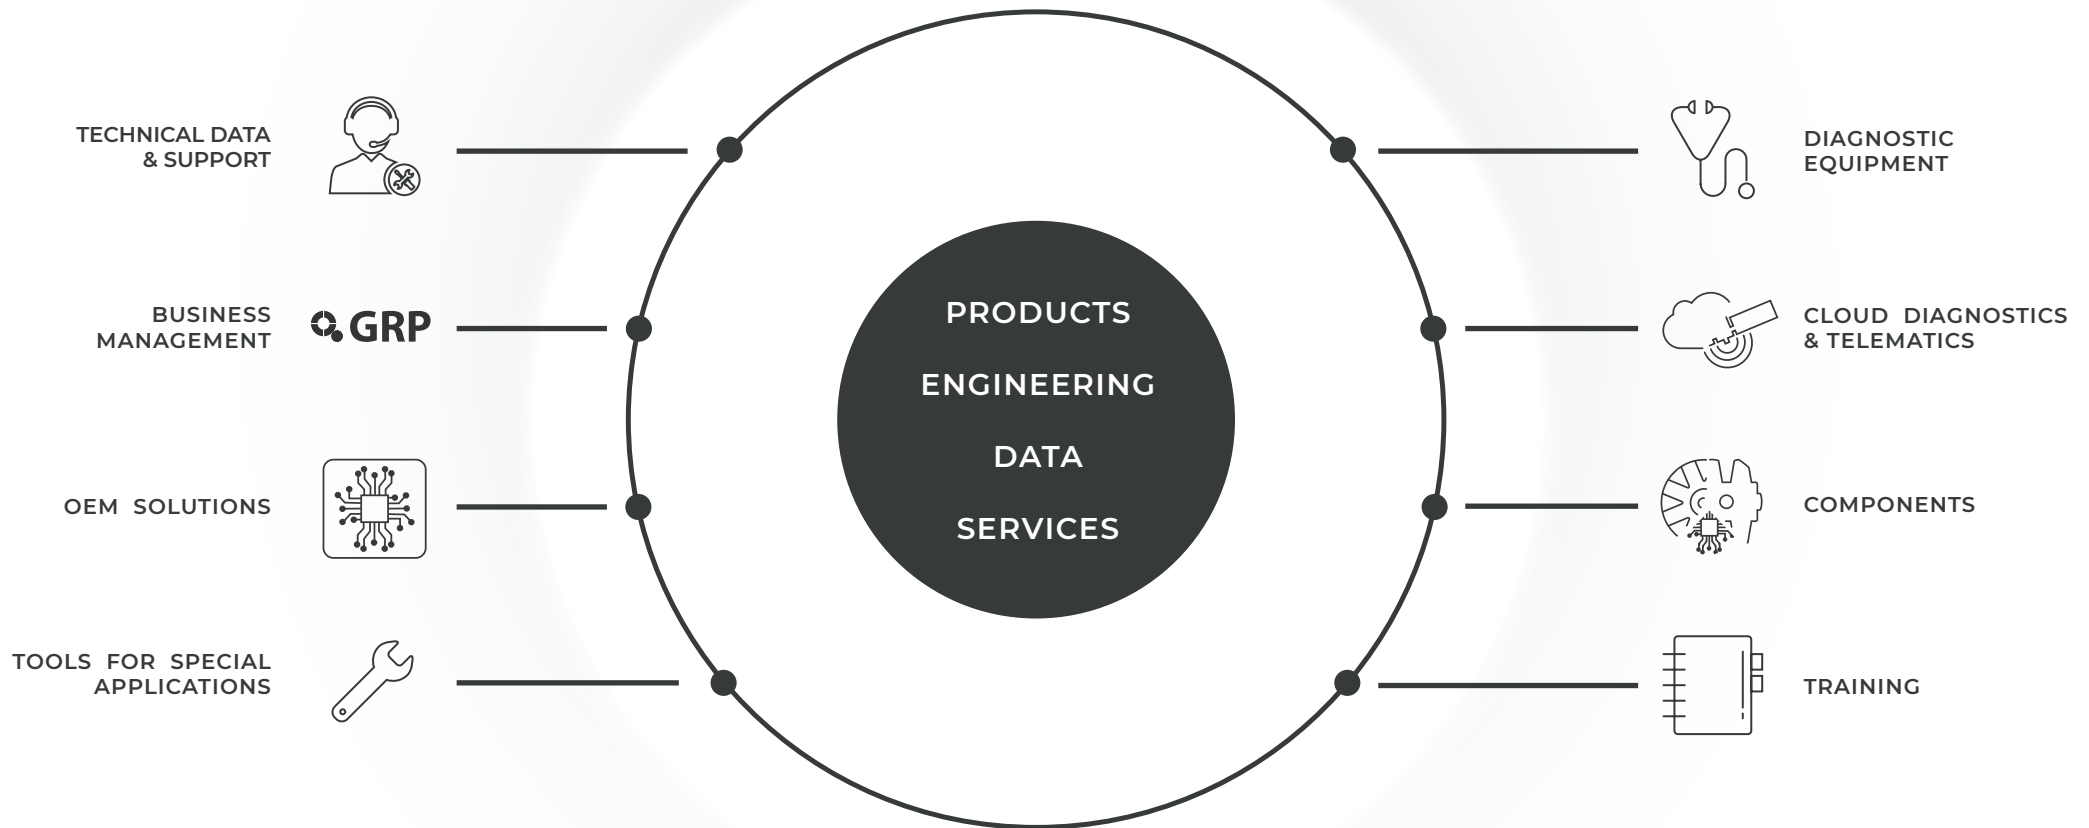 TECHNICAL DATA
& SUPPORT
BUSINESS
MANAGEMENT
GRP
OEM SOLUTIONS
TOOLS FOR SPECIAL
APPLICATIONS
PRODUCTS
ENGINEERING
DATA
SERVICES
DIAGNOSTIC
EQUIPMENT
CLOUD DIAGNOSTICS
& TELEMATICS
COMPONENTS
TRAINING